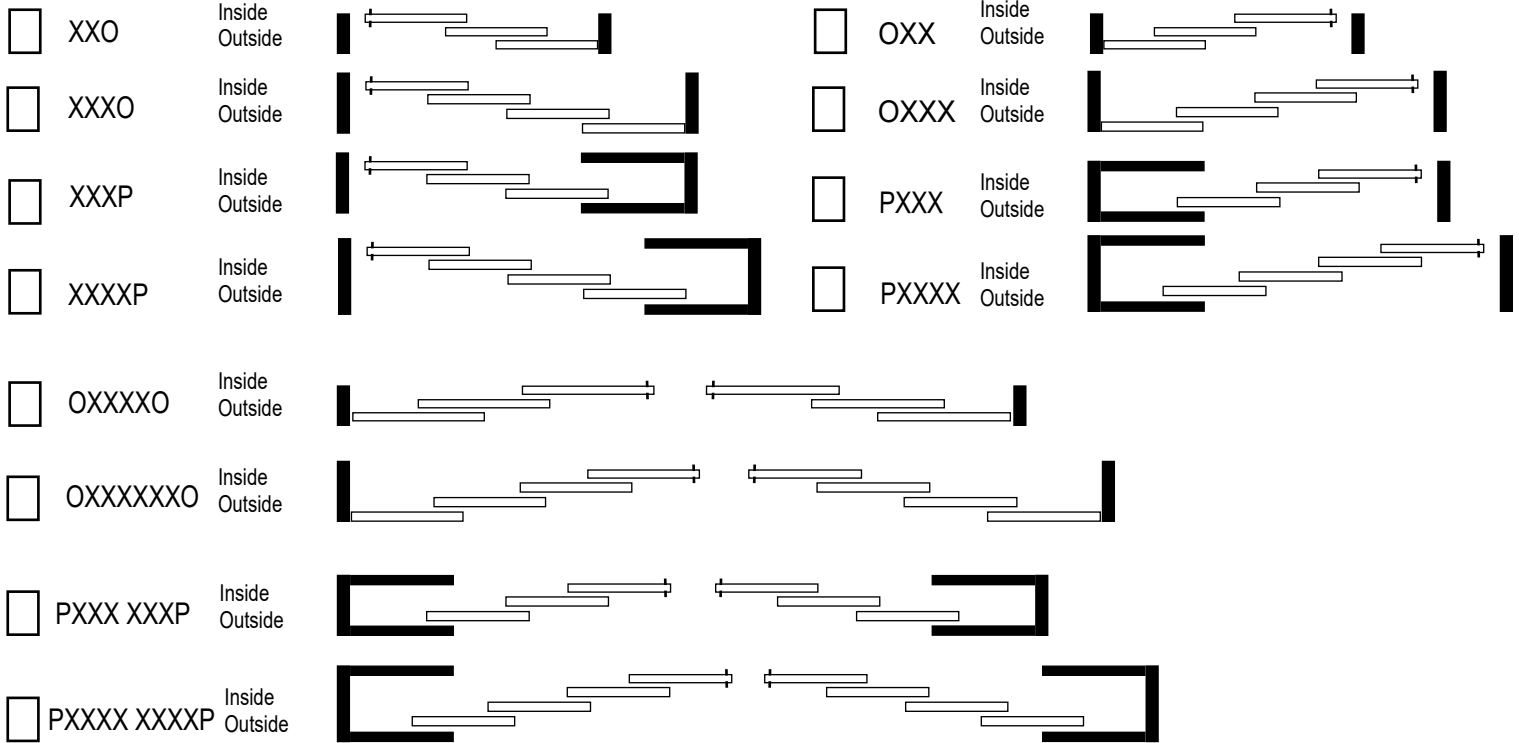 XXO
Inside
Outside
OXX
Inside
Outside
XXXO
Inside
Outside
OXXX
Inside
Outside
XXXP
Inside
Outside
PXXX
Inside
Outside
XXXXP
Inside
Outside
PXXXX
Inside
Outside
OXXXXO
Inside
Outside
OXXXXXXO
Inside
Outside
PXXX XXXP
Inside
Outside
PXXXX XXXXP
Inside
Outside